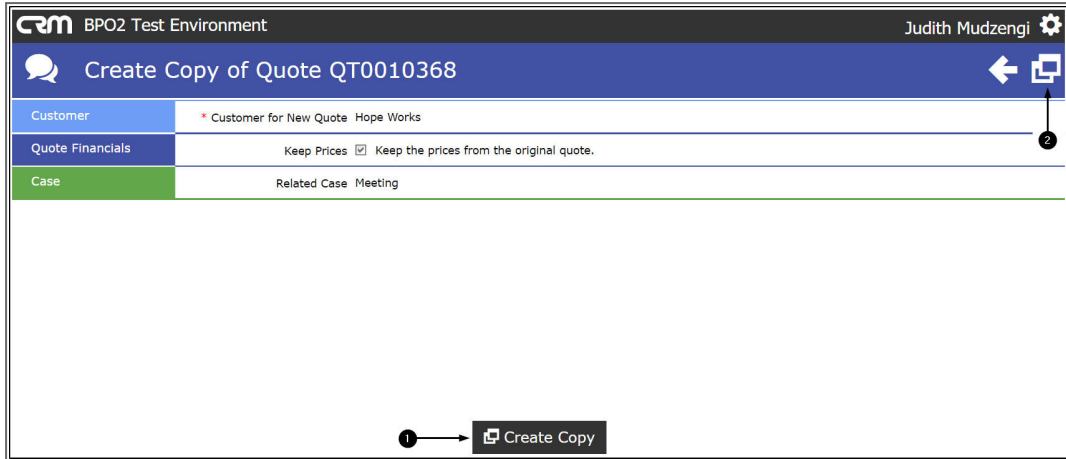 CRM BPO2 Test Environment Judith Mudzengi
Create Copy of Quote QT0010368
Customer * Customer for New Quote Hope Works
2
Quote Financials Keep Prices Keep the prices from the original quote.
Case Related Case Meeting
1 Create Copy